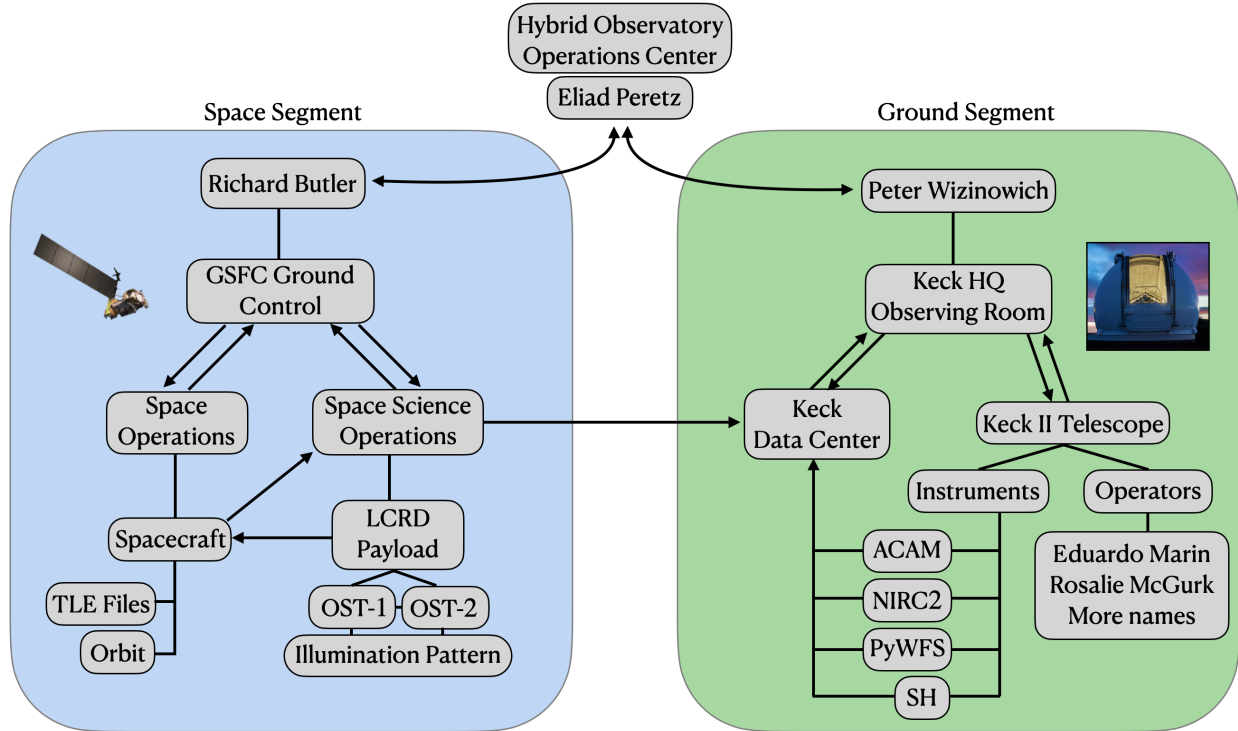 Hybrid Observatory
Operations Center
Eliad Peretz
Space Segment
Ground Segment
Richard Butler
Peter Wizinowich
GSFC Ground
Control
Keck HQ
Observing Room
Space
Operations
Space Science
Operations
Keck
Data Center
Keck II Telescope
Instruments
Operators
Spacecraft
LCRD
Payload
ACAM
Eduardo Marin
Rosalie McGurk
More names
TLE Files
OST-1
OST-2
NIRC2
Orbit
Illumination Pattern
PyWFS
SH